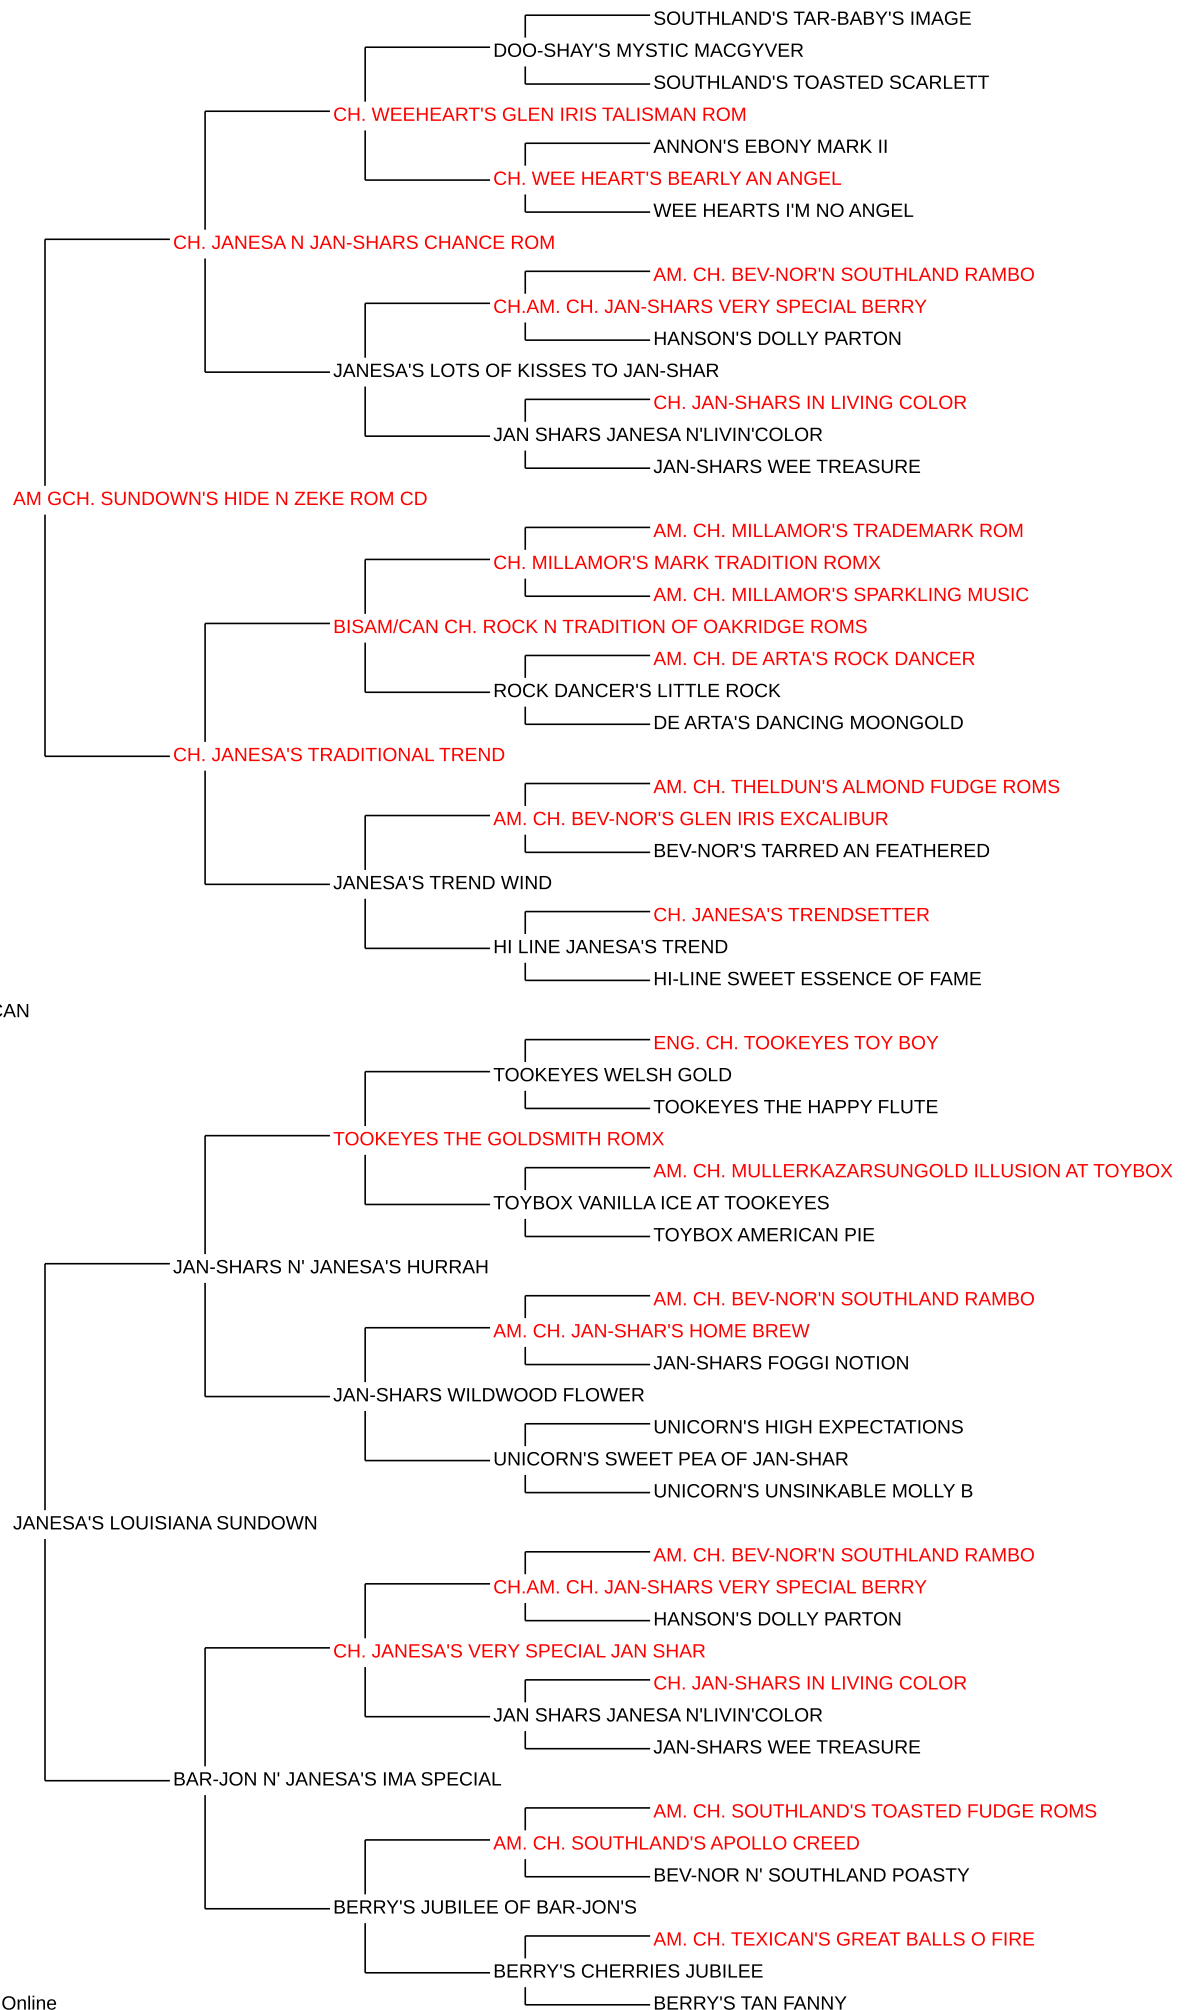 SOUTHLAND'S TAR-BABY'S IMAGE
DOO-SHAY'S MYSTIC MACGYVER
SOUTHLAND'S TOASTED SCARLETT
CH. WEEHEART'S GLEN IRIS TALISMAN ROM
ANNON'S EBONY MARK II
CH. WEE HEART'S BEARLY AN ANGEL
WEE HEARTS I'M NO ANGEL
CH. JANESA N JAN-SHARS CHANCE ROM
AM. CH. BEV-NOR'N SOUTHLAND RAMBO
CH.AM. CH. JAN-SHARS VERY SPECIAL BERRY
HANSON'S DOLLY PARTON
JANESA'S LOTS OF KISSES TO JAN-SHAR
CH. JAN-SHARS IN LIVING COLOR
JAN SHARS JANESA N'LIVIN'COLOR
JAN-SHARS WEE TREASURE
AM GCH. SUNDOWN'S HIDE N ZEKE ROM CD
AM. CH. MILLAMOR'S TRADEMARK ROM
CH. MILLAMOR'S MARK TRADITION ROMX
AM. CH. MILLAMOR'S SPARKLING MUSIC
BISAM/CAN CH. ROCK N TRADITION OF OAKRIDGE ROMS
AM. CH. DE ARTA'S ROCK DANCER
ROCK DANCER'S LITTLE ROCK
DE ARTA'S DANCING MOONGOLD
CH. JANESA'S TRADITIONAL TREND
AM. CH. THELDUN'S ALMOND FUDGE ROMS
AM. CH. BEV-NOR'S GLEN IRIS EXCALIBUR
BEV-NOR'S TARRED AN FEATHERED
JANESA'S TREND WIND
CH. JANESA'S TRENDSETTER
HI LINE JANESA'S TREND
HI-LINE SWEET ESSENCE OF FAME
CAN
ENG. CH. TOOKEYES TOY BOY
TOOKEYES WELSH GOLD
TOOKEYES THE HAPPY FLUTE
TOOKEYES THE GOLDSMITH ROMX
AM. CH. MULLERKAZARSUNGOLD ILLUSION AT TOYBOX
TOYBOX VANILLA ICE AT TOOKEYES
TOYBOX AMERICAN PIE
JAN-SHARS N' JANESA'S HURRAH
AM. CH. BEV-NOR'N SOUTHLAND RAMBO
AM. CH. JAN-SHAR'S HOME BREW
JAN-SHARS FOGGI NOTION
JAN-SHARS WILDWOOD FLOWER
UNICORN'S HIGH EXPECTATIONS
UNICORN'S SWEET PEA OF JAN-SHAR
UNICORN'S UNSINKABLE MOLLY B
JANESA'S LOUISIANA SUNDOWN
AM. CH. BEV-NOR'N SOUTHLAND RAMBO
CH.AM. CH. JAN-SHARS VERY SPECIAL BERRY
HANSON'S DOLLY PARTON
CH. JANESA'S VERY SPECIAL JAN SHAR
CH. JAN-SHARS IN LIVING COLOR
JAN SHARS JANESA N'LIVIN'COLOR
JAN-SHARS WEE TREASURE
BAR-JON N' JANESA'S IMA SPECIAL
AM. CH. SOUTHLAND'S TOASTED FUDGE ROMS
AM. CH. SOUTHLAND'S APOLLO CREED
BEV-NOR N' SOUTHLAND POASTY
BERRY'S JUBILEE OF BAR-JON'S
AM. CH. TEXICAN'S GREAT BALLS O FIRE
BERRY'S CHERRIES JUBILEE
BERRY'S TAN FANNY
Online